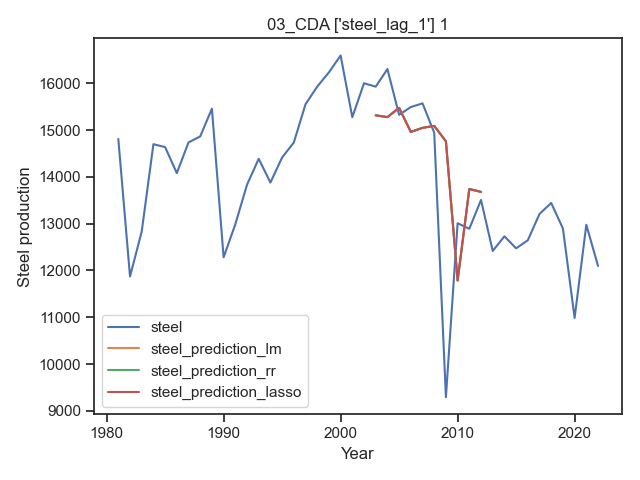 03_CDA ['steel_lag_1'] 1
Steel production
16000
15000
14000
13000
12000
11000
10000
9000
steel
steel_prediction_lm
steel_prediction_rr
steel_prediction_lasso
1980
1990
2000
2010
2020
Year